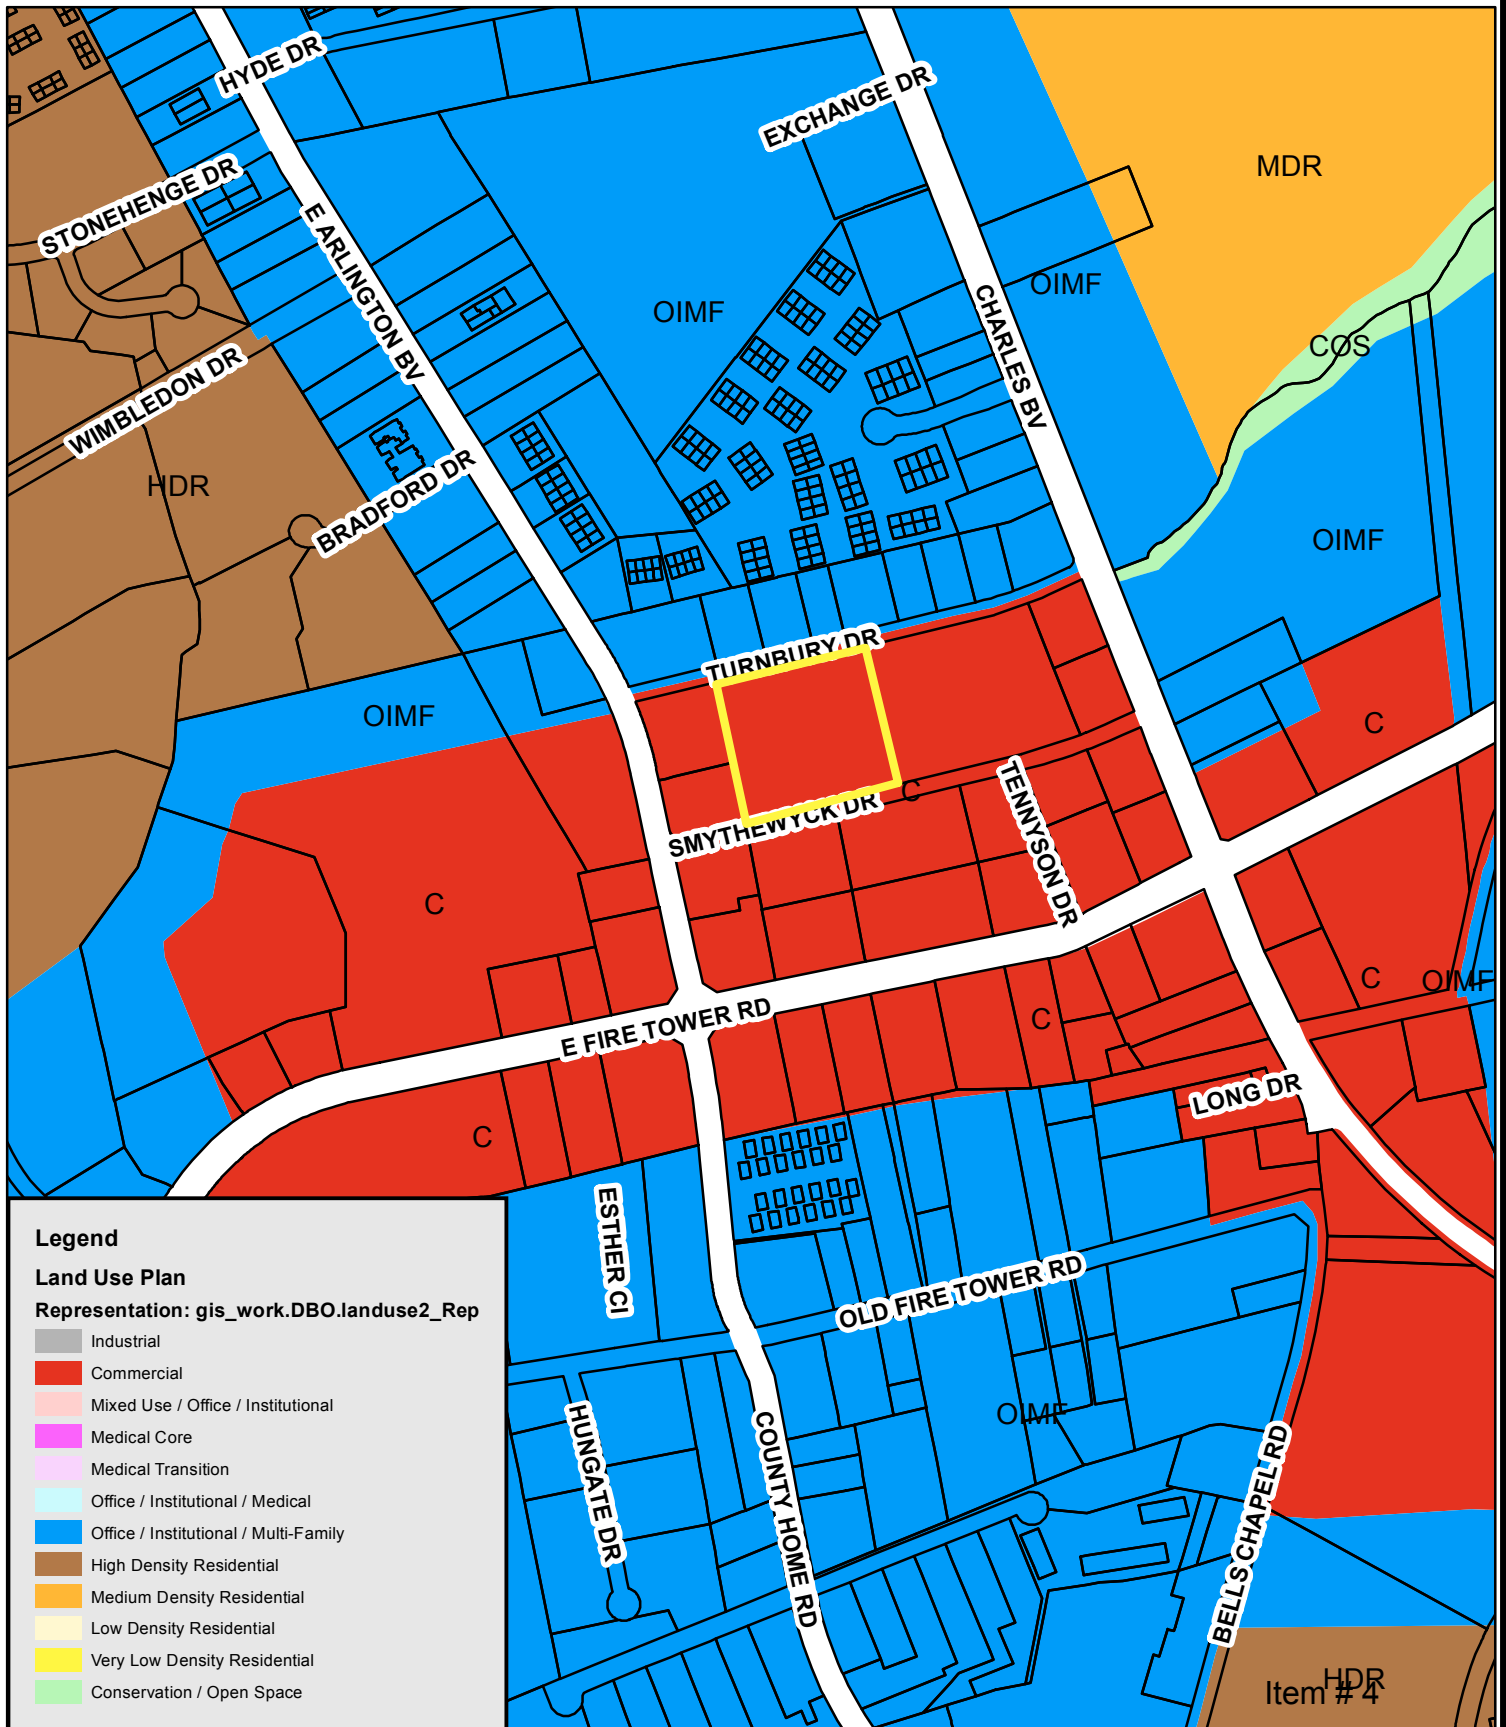 HYDE DR
EXCHANGE DR
MDR
STONEHENGE DR
E ARLINGTON BV
OIMF
OIMF
CHARLES BV
COS
WIMBLEDON DR
HDR
BRADFORD DR
OIMF
TURNBURY DR
OIMF
C
C
TENNYSON DR
SMYTHEWYCK DR
C
C
OIMF
E FIRE TOWER RD
C
LONG DR
C
ESTHER CI
OLD FIRE TOWER RD
OIMF
HUNGATE DR
COUNTY HOME RD
BELLS CHAPEL RD
HDR
Item # 4
Legend
Land Use Plan
Representation: gis_work.DBO.landuse2_Rep
Industrial
Commercial
Mixed Use / Office / Institutional
Medical Core
Medical Transition
Office / Institutional / Medical
Office / Institutional / Multi-Family
High Density Residential
Medium Density Residential
Low Density Residential
Very Low Density Residential
Conservation / Open Space